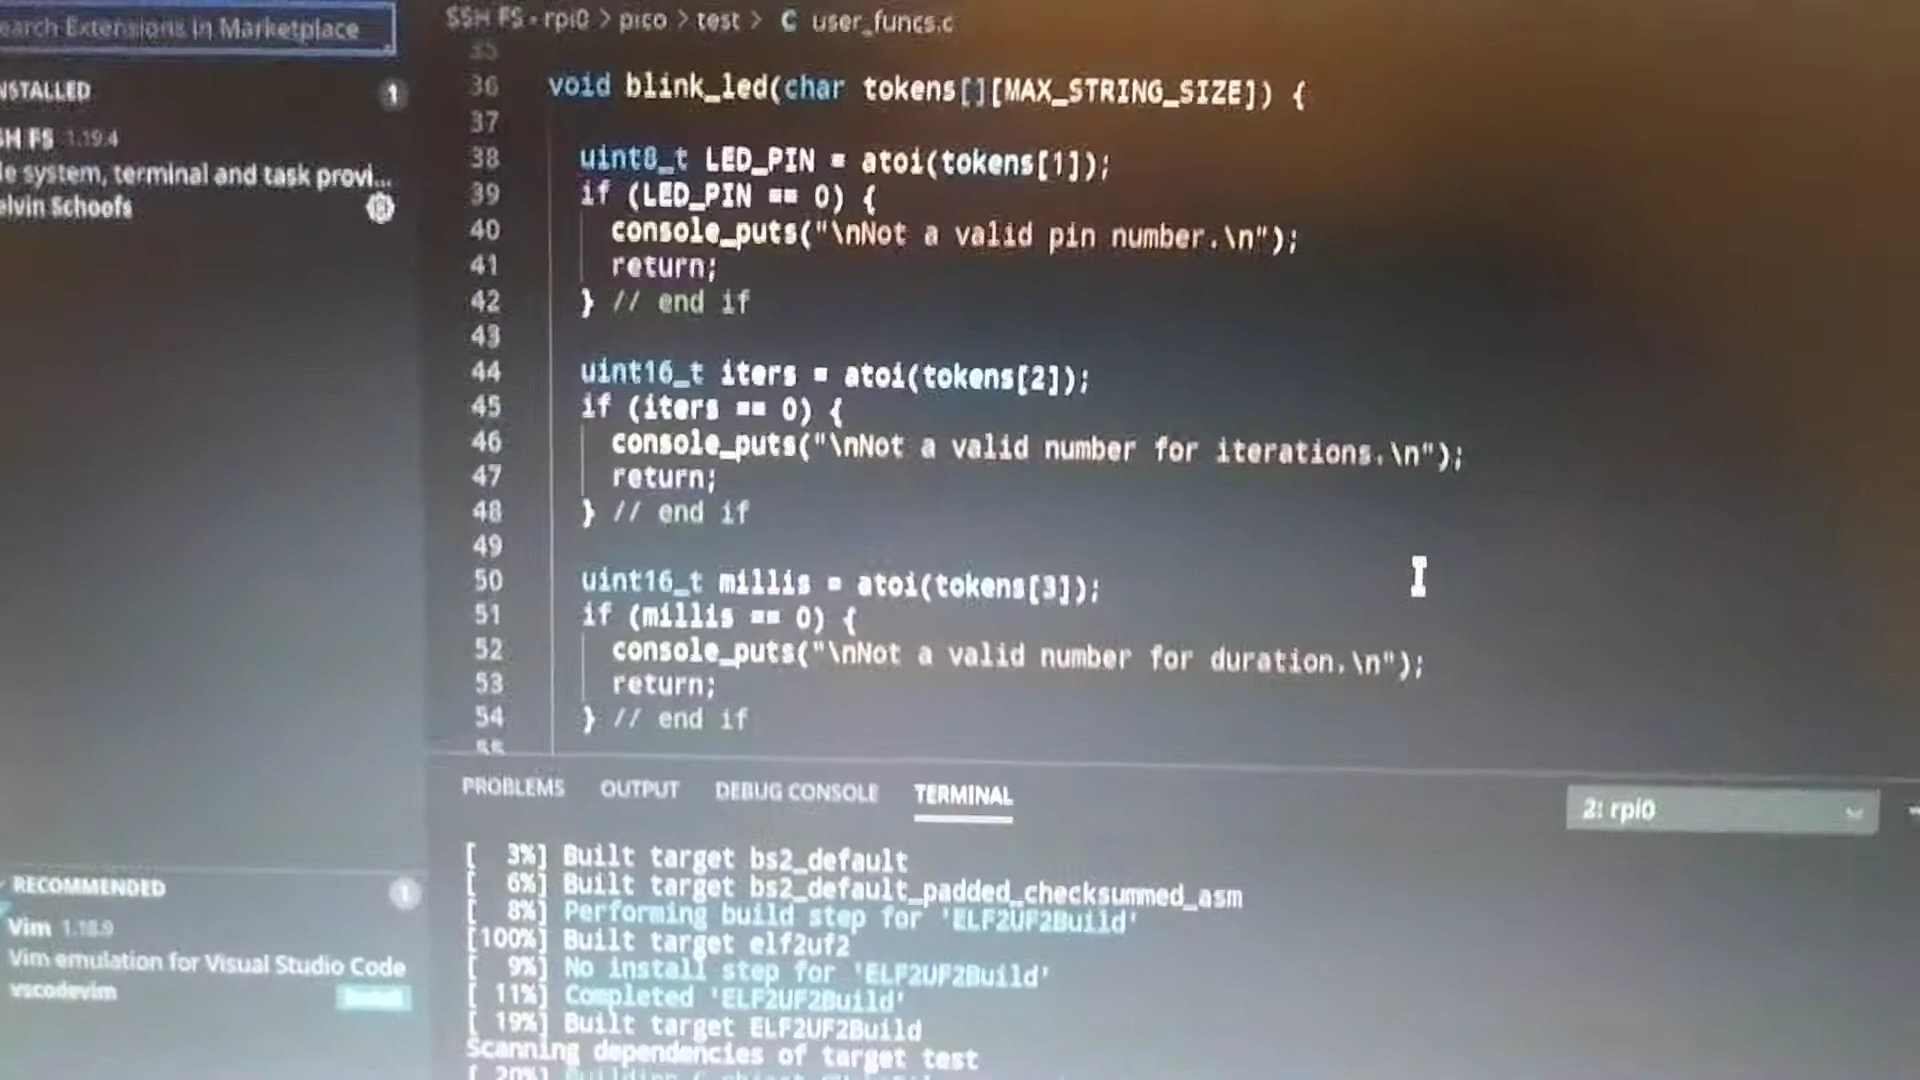 earch Extensions in Marketplace
NSTALLED 1
SH FS 1.19.4
le system, terminal and task provi...
elvin Schoofs
RECOMMENDED 1
Vim 1.18.9
Vim emulation for Visual Studio Code
vscodevim Install
SSH FS - rpi0 > pico > test > C user_funcs.c
35
36 void blink_led(char tokens[][MAX_STRING_SIZE]) {
37
38 uint8_t LED_PIN = atoi(tokens[1]);
39 if (LED_PIN == 0) {
40 console_puts("\nNot a valid pin number.\n");
41 return;
42 } // end if
43
44 uint16_t iters = atoi(tokens[2]);
45 if (iters == 0) {
46 console_puts("\nNot a valid number for iterations.\n");
47 return;
48 } // end if
49
50 uint16_t millis = atoi(tokens[3]);
51 if (millis == 0) {
52 console_puts("\nNot a valid number for duration.\n");
53 return;
54 } // end if
55
PROBLEMS OUTPUT DEBUG CONSOLE TERMINAL 2: rpi0
[  3%] Built target bs2_default
[  6%] Built target bs2_default_padded_checksummed_asm
[  8%] Performing build step for 'ELF2UF2Build'
[100%] Built target elf2uf2
[  9%] No install step for 'ELF2UF2Build'
[ 11%] Completed 'ELF2UF2Build'
[ 19%] Built target ELF2UF2Build
Scanning dependencies of target test
[ 20%] Building C object